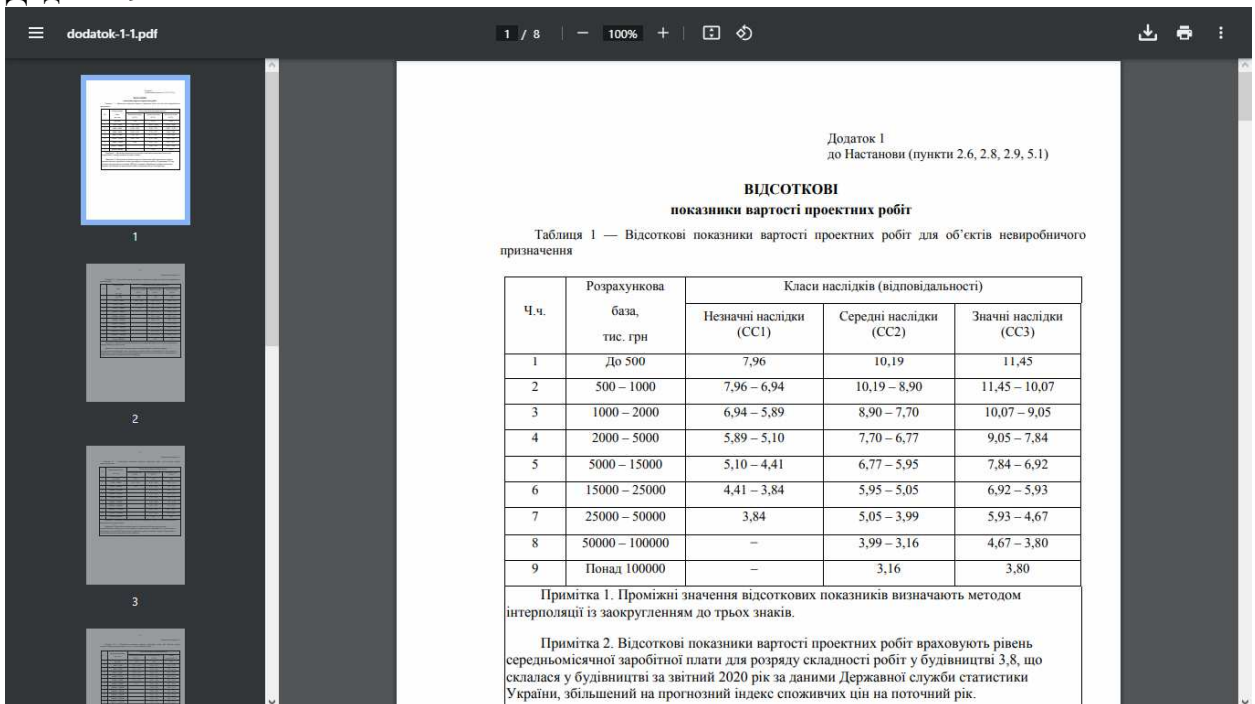 dodatok-1-1.pdf
1 / 8
100%
1
2
3
Додаток 1
до Настанови (пункти 2.6, 2.8, 2.9, 5.1)
ВІДСОТКОВІ
показники вартості проектних робіт
Таблиця 1 — Відсоткові показники вартості проектних робіт для об’єктів невиробничого
призначення
Ч.ч.
Розрахункова
база,
тис. грн
Класи наслідків (відповідальності)
Незначні наслідки
(СС1)
Середні наслідки
(СС2)
Значні наслідки
(СС3)
1 До 500 7,96 10,19 11,45
2 500 – 1000 7,96 – 6,94 10,19 – 8,90 11,45 – 10,07
3 1000 – 2000 6,94 – 5,89 8,90 – 7,70 10,07 – 9,05
4 2000 – 5000 5,89 – 5,10 7,70 – 6,77 9,05 – 7,84
5 5000 – 15000 5,10 – 4,41 6,77 – 5,95 7,84 – 6,92
6 15000 – 25000 4,41 – 3,84 5,95 – 5,05 6,92 – 5,93
7 25000 – 50000 3,84 5,05 – 3,99 5,93 – 4,67
8 50000 – 100000 – 3,99 – 3,16 4,67 – 3,80
9 Понад 100000 – 3,16 3,80
Примітка 1. Проміжні значення відсоткових показників визначають методом
інтерполяції із заокругленням до трьох знаків.
Примітка 2. Відсоткові показники вартості проектних робіт враховують рівень
середньомісячної заробітної плати для розряду складності робіт у будівництві 3,8, що
склалася у будівництві за звітний 2020 рік за даними Державної служби статистики
України, збільшений на прогнозний індекс споживчих цін на поточний рік.